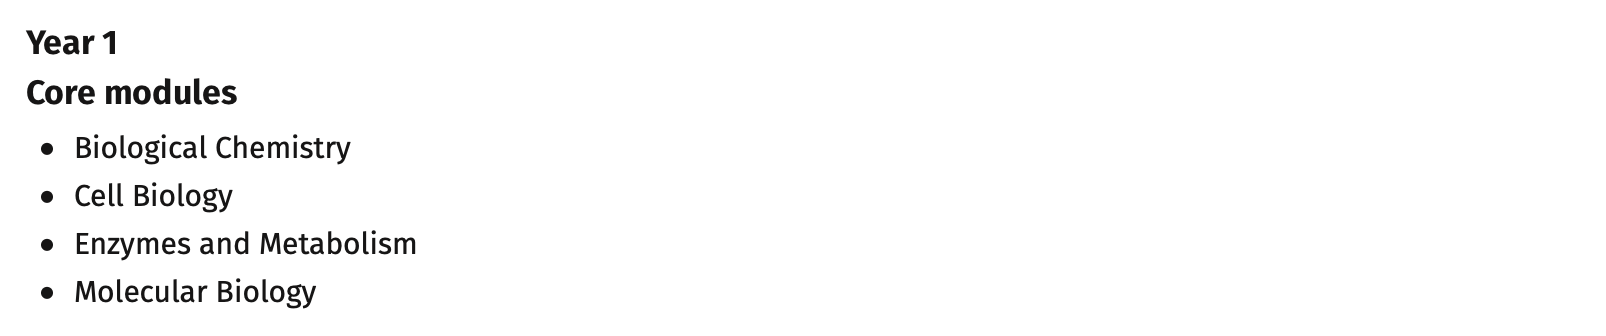 Year 1
Core modules
• Biological Chemistry
• Cell Biology
• Enzymes and Metabolism
• Molecular Biology